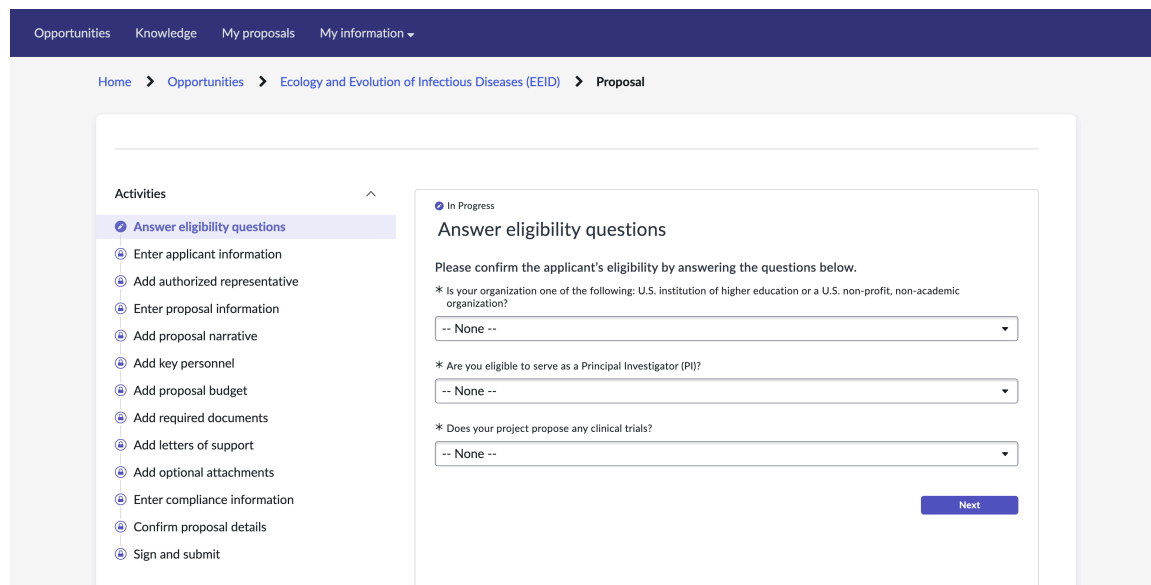 Opportunities Knowledge My proposals My information
Home Opportunities Ecology and Evolution of Infectious Diseases (EEID) Proposal
Activities
Answer eligibility questions
Enter applicant information
Add authorized representative
Enter proposal information
Add proposal narrative
Add key personnel
Add proposal budget
Add required documents
Add letters of support
Add optional attachments
Enter compliance information
Confirm proposal details
Sign and submit
In Progress
Answer eligibility questions
Please confirm the applicant's eligibility by answering the questions below.
* Is your organization one of the following: U.S. institution of higher education or a U.S. non-profit, non-academic
organization?
-- None --
* Are you eligible to serve as a Principal Investigator (PI)?
-- None --
* Does your project propose any clinical trials?
-- None --
Next